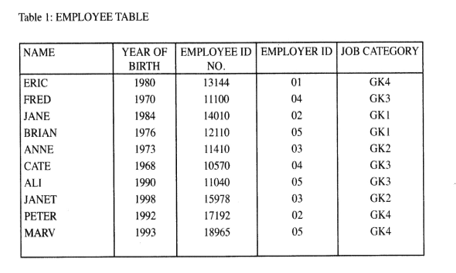 Table 1: EMPLOYEE TABLE
NAME YEAR OF BIRTH EMPLOYEE ID NO. EMPLOYER ID JOB CATEGORY
ERIC 1980 13144 01 GK4
FRED 1970 11100 04 GK3
JANE 1984 14010 02 GK1
BRIAN 1976 12110 05 GK1
ANNE 1973 11410 03 GK2
CATE 1968 10570 04 GK3
ALI 1990 11040 05 GK3
JANET 1998 15978 03 GK2
PETER 1992 17192 02 GK4
MARV 1993 18965 05 GK4